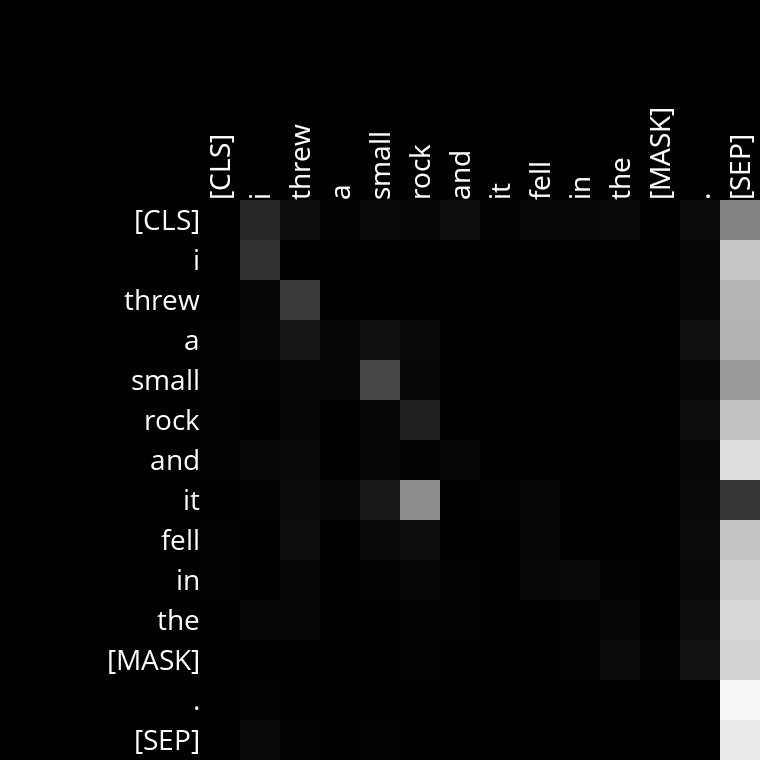 [CLS] i threw a small rock and it fell in the [MASK] . [SEP]
[CLS]
i
threw
a
small
rock
and
it
fell
in
the
[MASK]
.
[SEP]